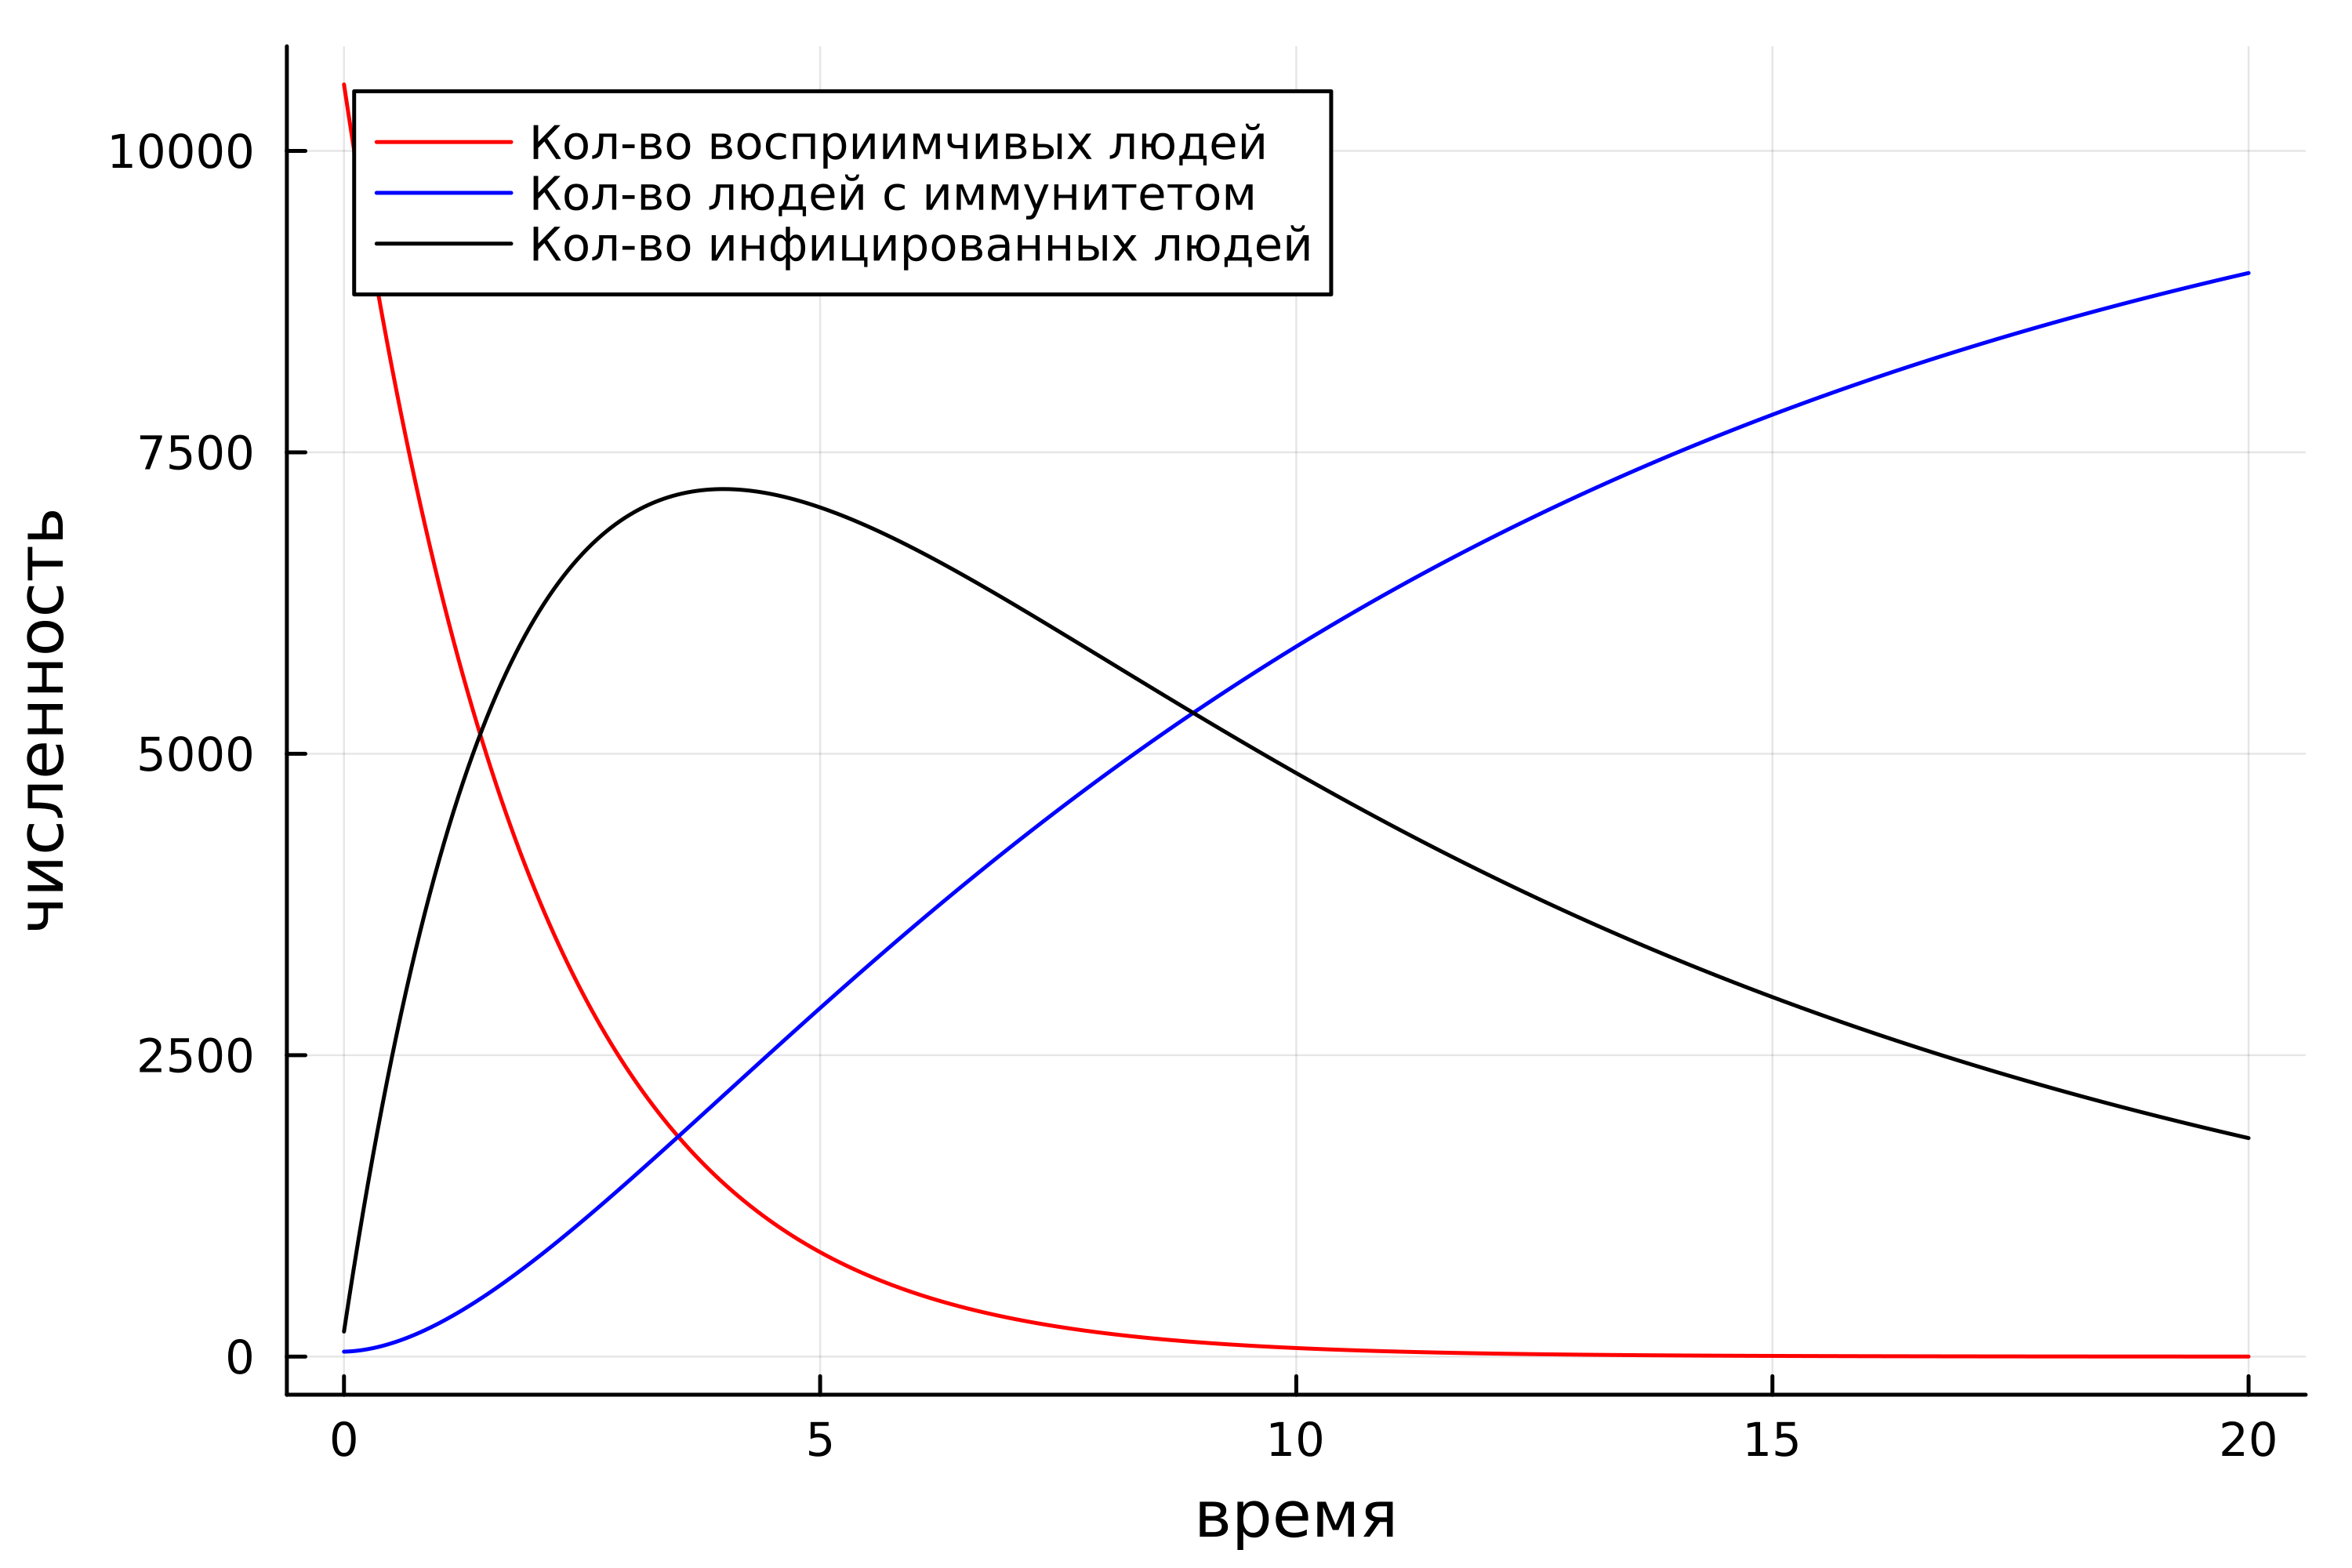 Кол-во восприимчивых людей
Кол-во людей с иммунитетом
Кол-во инфицированных людей
10000
7500
5000
2500
0
численность
0 5 10 15 20
время